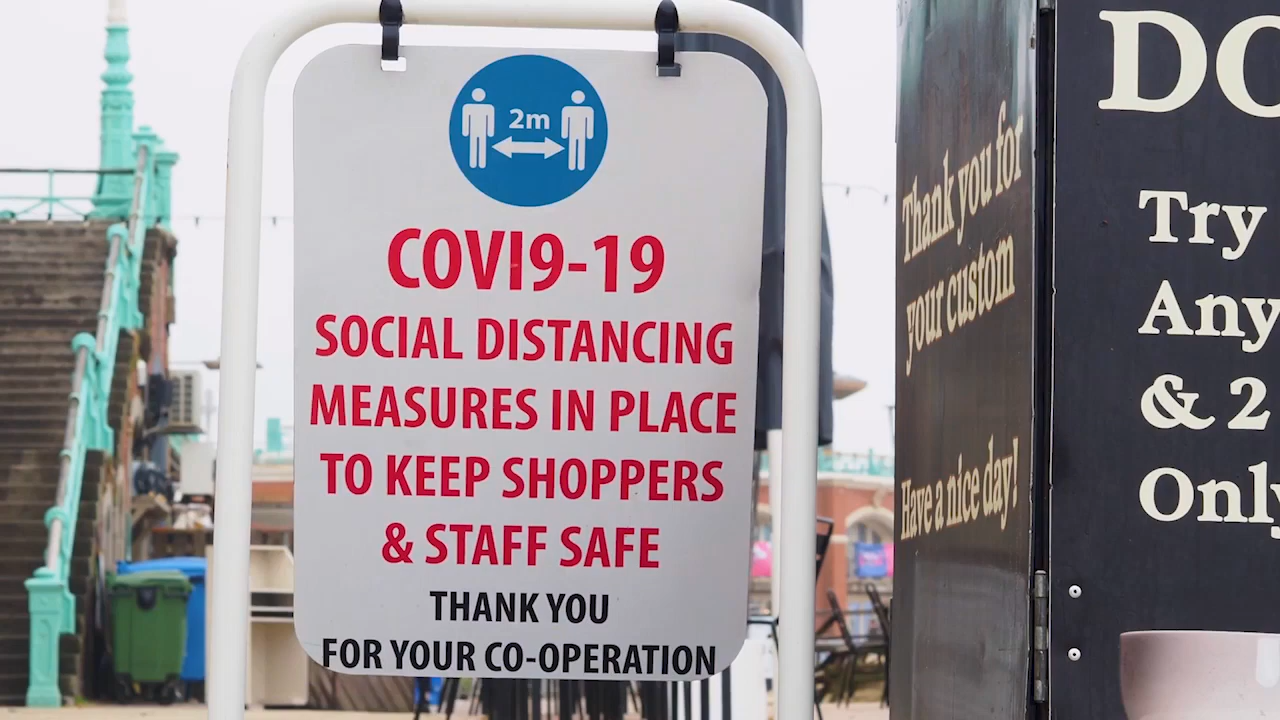 2m
COVI9-19
SOCIAL DISTANCING
MEASURES IN PLACE
TO KEEP SHOPPERS
& STAFF SAFE
THANK YOU
FOR YOUR CO-OPERATION
Thank you for
your custom
Have a nice day!
DO
Try
Any
& 2
Only